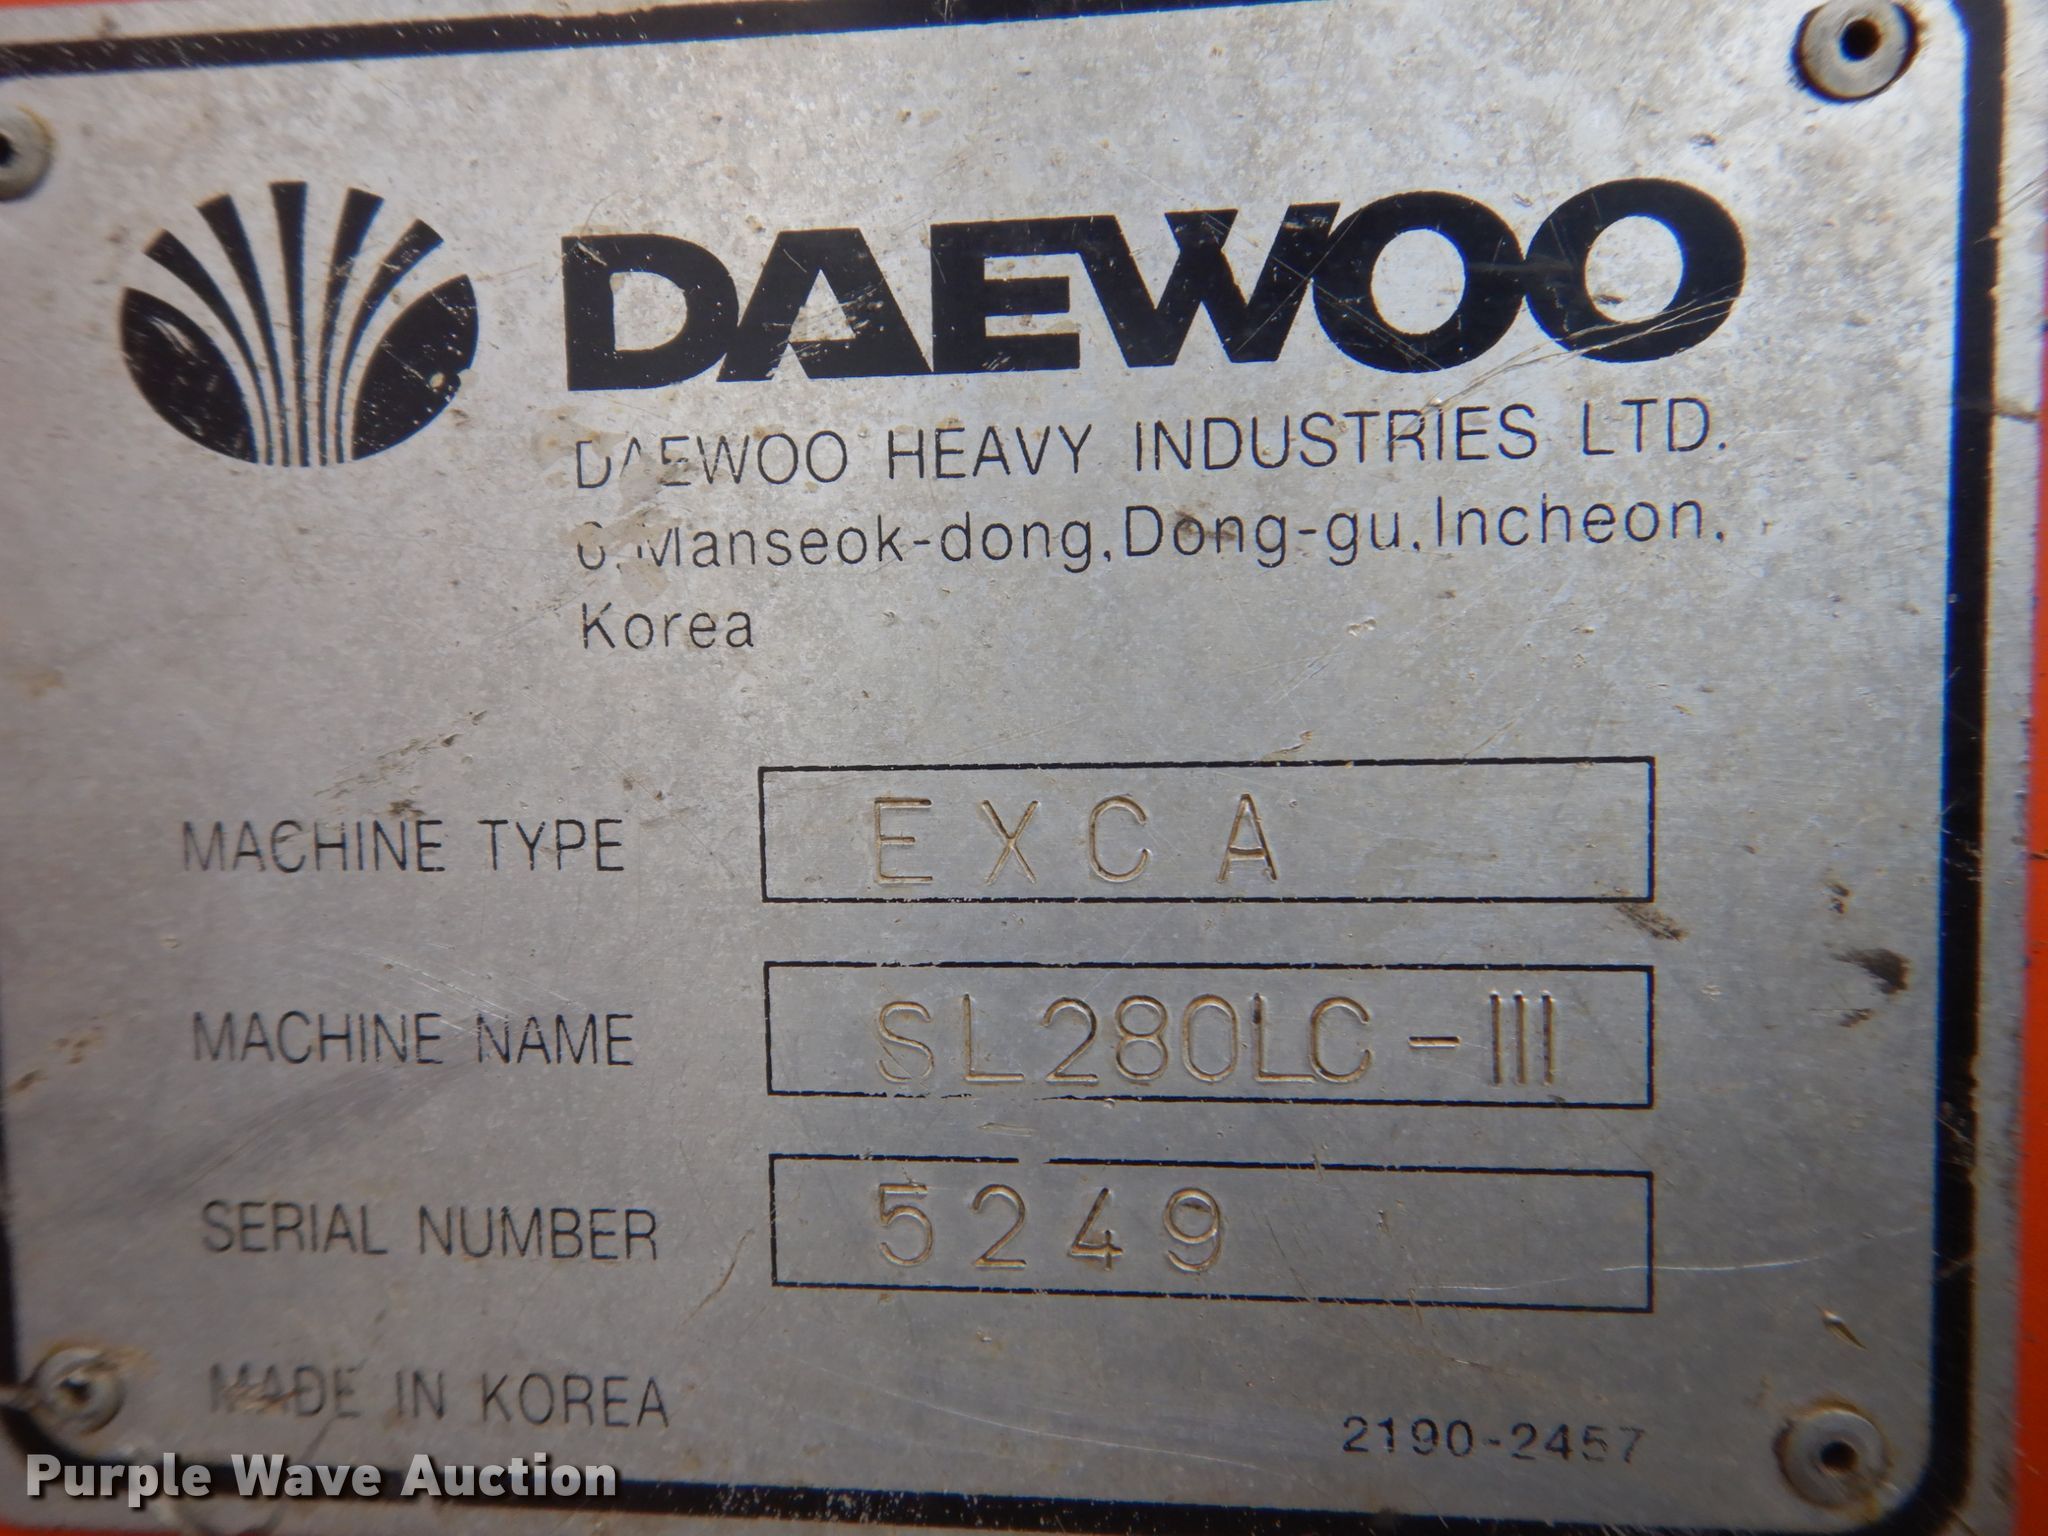 DAEWOO
DAEWOO HEAVY INDUSTRIES LTD.
Manseok-dong, Dong-gu, Incheon,
Korea
MACHINE TYPE EXCA
MACHINE NAME SL280LC-III
SERIAL NUMBER 5249
MADE IN KOREA
2190-2457
Purple Wave Auction